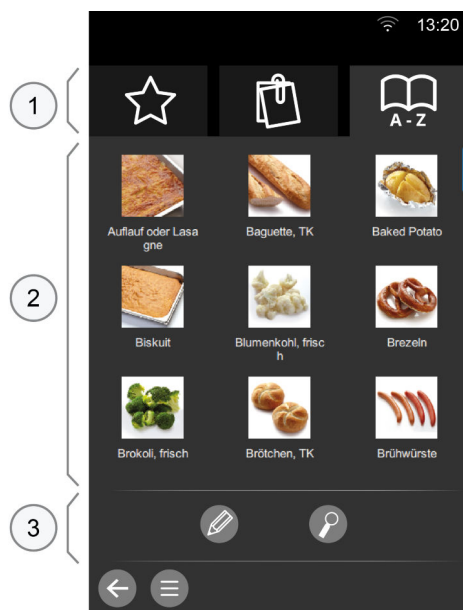 13:20
1
A - Z
Auflauf oder Lasa
gne
Baguette, TK
Baked Potato
2
Biskuit
Blumenkohl, frisc
h
Brezeln
Brokoli, frisch
Brötchen, TK
Brühwürste
3